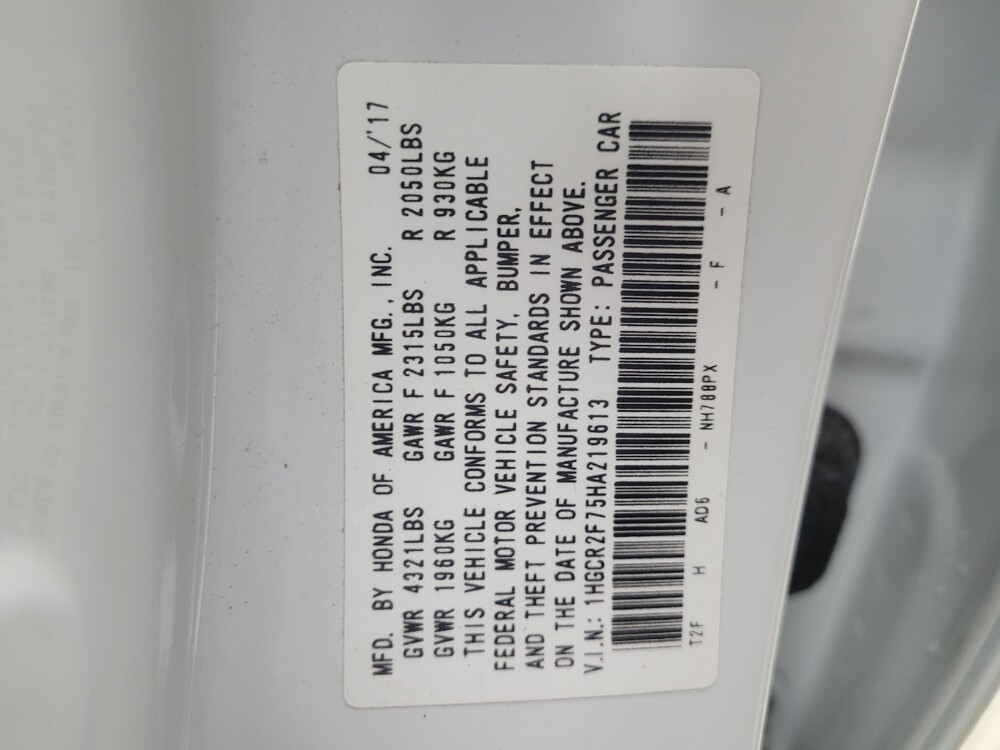 MFD. BY HONDA OF AMERICA MFG., INC. 04/'17
GVWR 4321LBS GAWR F 2315LBS R 2050LBS
GVWR 1960KG GAWR F 1050KG R 930KG
THIS VEHICLE CONFORMS TO ALL APPLICABLE
FEDERAL MOTOR VEHICLE SAFETY, BUMPER,
AND THEFT PREVENTION STANDARDS IN EFFECT
ON THE DATE OF MANUFACTURE SHOWN ABOVE.
V.I.N.: 1HGCR2F75HA219613 TYPE: PASSENGER CAR
T2F H AD6 - NH788PX - F - A